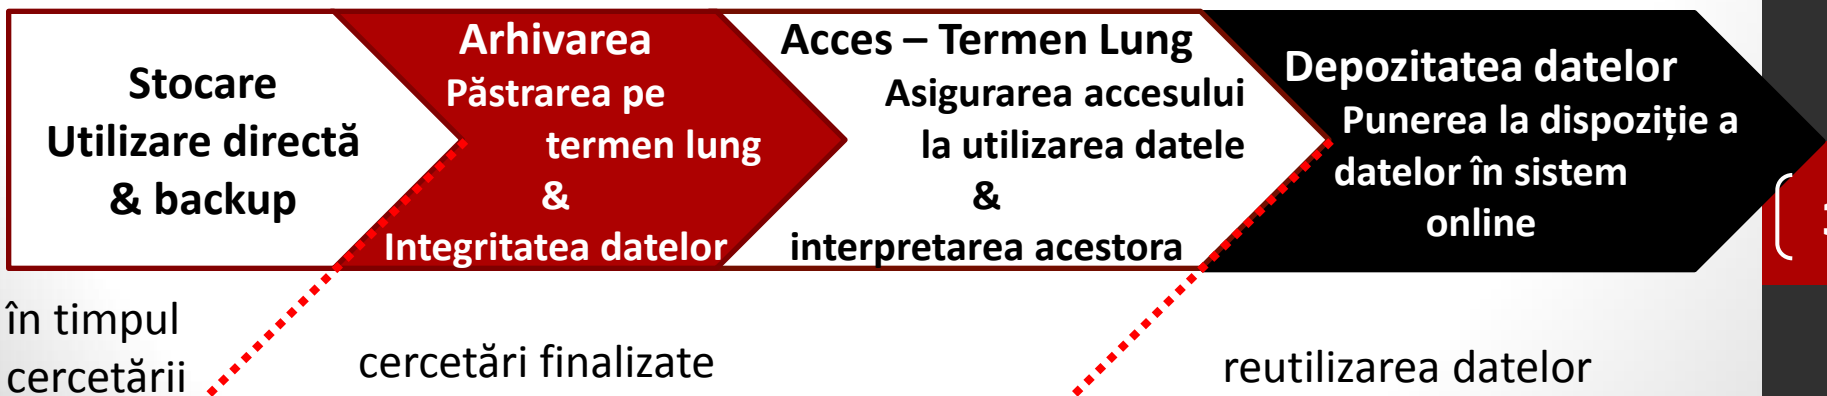 Stocare
Utilizare directă
& backup
Arhivarea
Păstrarea pe
termen lung
&
Integritatea datelor
Acces – Termen Lung
Asigurarea accesului
la utilizarea datele
&
interpretarea acestora
Depozitatea datelor
Punerea la dispoziție a
datelor în sistem
online
în timpul
cercetării
cercetări finalizate
reutilizarea datelor